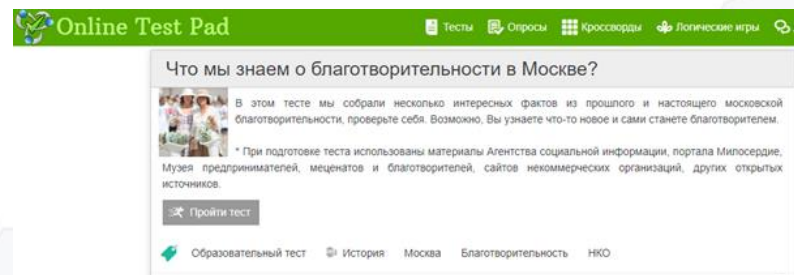 Online Test Pad
Тесты Опросы Кроссворды Логические игры
Что мы знаем о благотворительности в Москве?
В этом тесте мы собрали несколько интересных фактов из прошлого и настоящего московской
благотворительности, проверьте себя. Возможно, Вы узнаете что-то новое и сами станете благотворителем.
* При подготовке теста использованы материалы Агентства социальной информации, портала Милосердие,
Музея предпринимателей, меценатов и благотворителей, сайтов некоммерческих организаций, других открытых
источников.
Пройти тест
Образовательный тест История Москва Благотворительность НКО